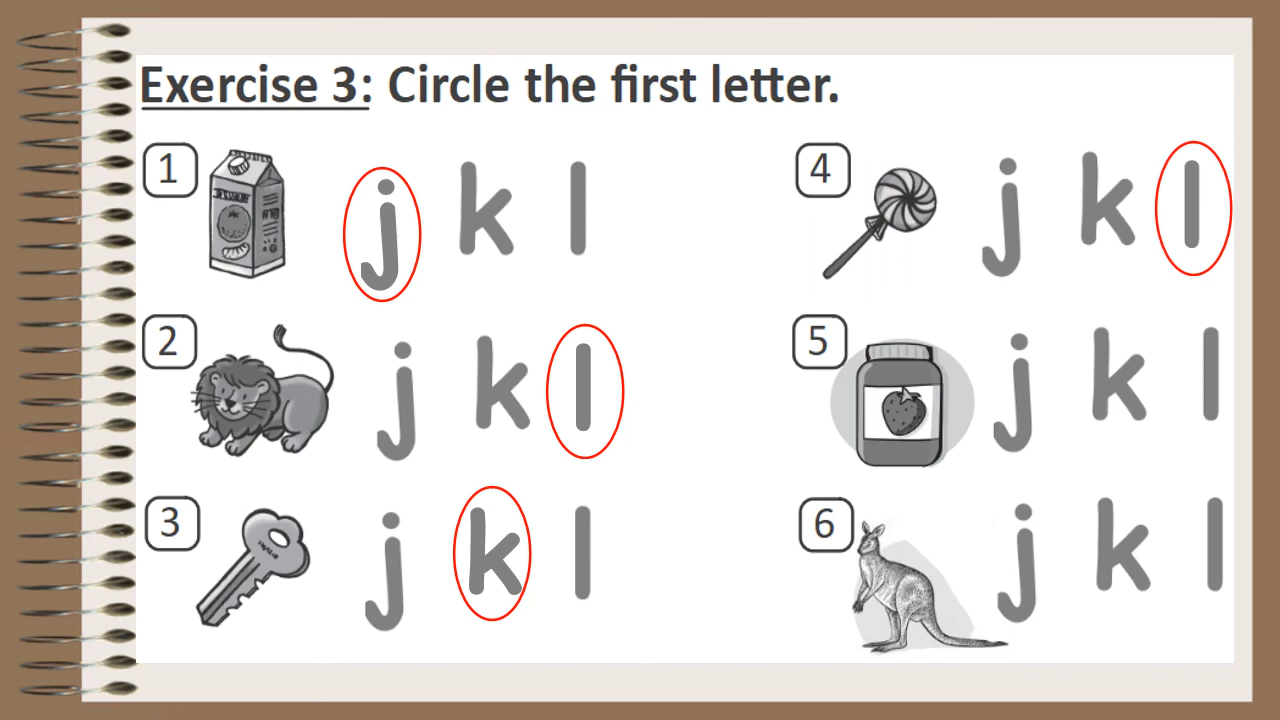 Exercise 3: Circle the first letter.
1 j k l
2 j k l
3 j k l
4 j k l
5 j k l
6 j k l